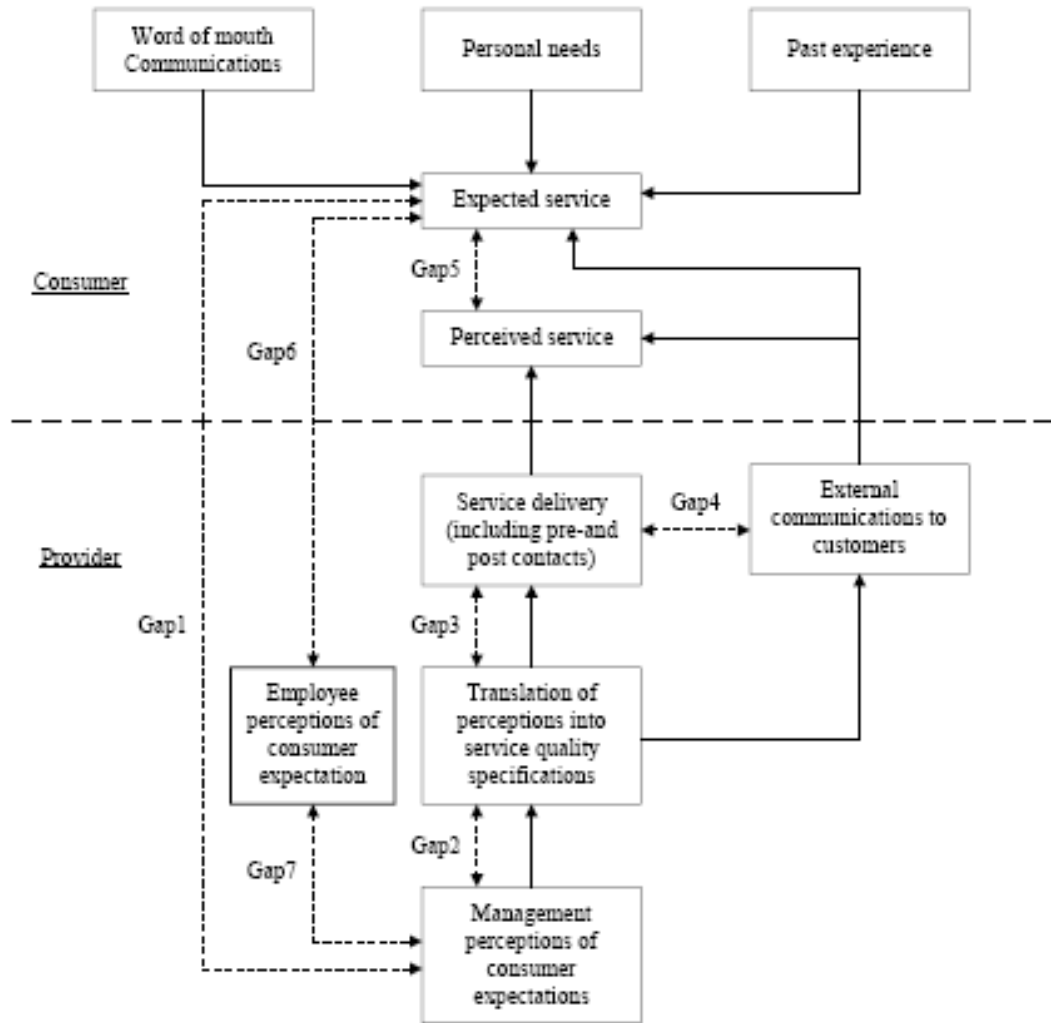 Word of mouth
Communications
Personal needs
Past experience
Expected service
Gap5
Consumer
Perceived service
Gap6
Service delivery
(including pre-and
post contacts)
Gap4
External
communications to
customers
Provider
Gap1
Gap3
Employee
perceptions of
consumer
expectation
Translation of
perceptions into
service quality
specifications
Gap2
Gap7
Management
perceptions of
consumer
expectations